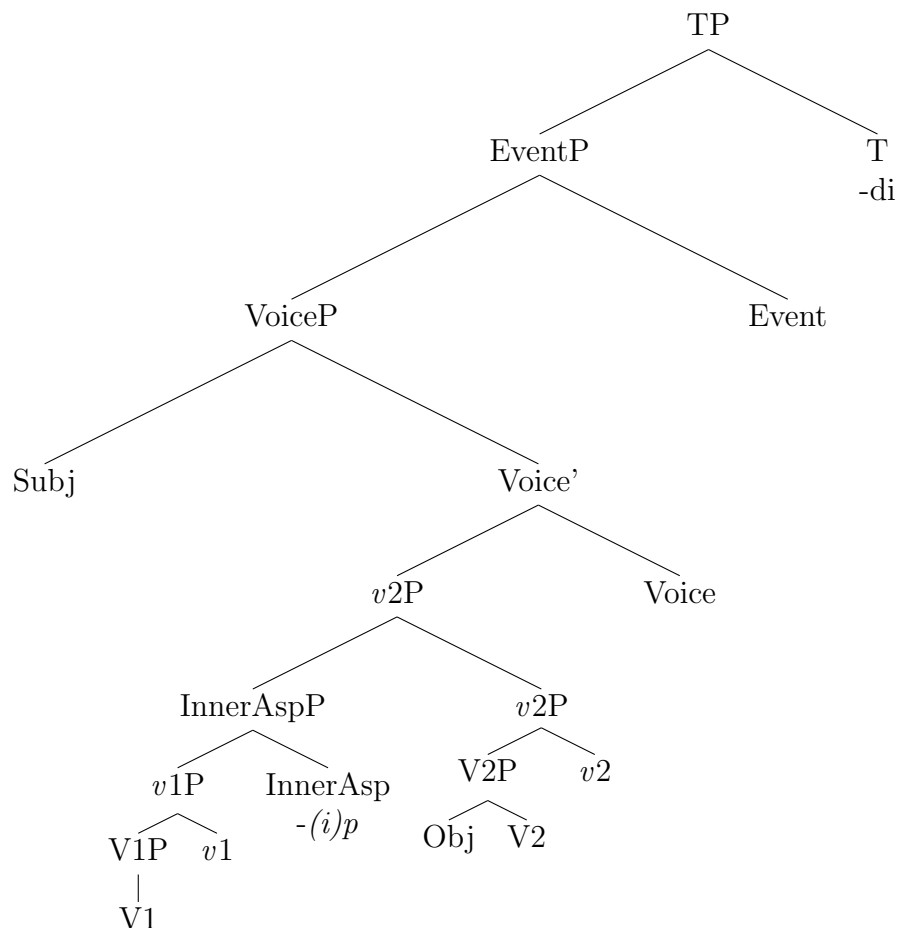 TP
EventP T
-di
VoiceP Event
Subj Voice'
v2P Voice
InnerAspP v2P
v1P InnerAsp V2P v2
-(i)p
V1P v1 Obj V2
V1